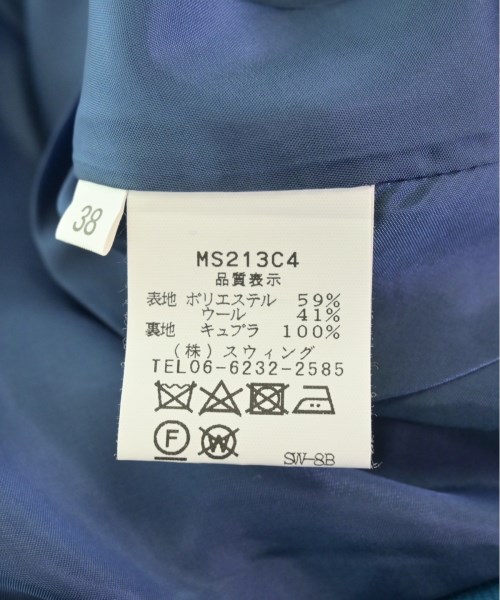 38
MS213C4
品質表示
表地 ポリエステル 59%
ウール 41%
裏地 キュプラ 100%
(株)スウィング
TEL06-6232-2585
F W
SW-8B